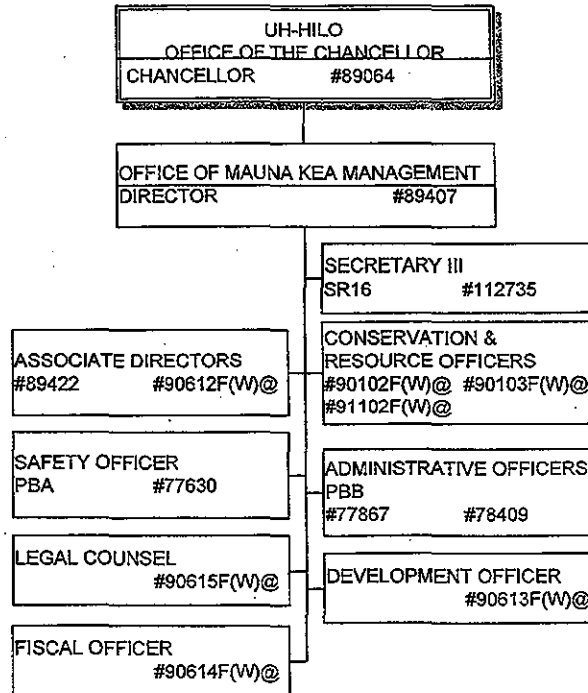 UH-HILO
OFFICE OF THE CHANCELLOR
CHANCELLOR #89064
OFFICE OF MAUNA KEA MANAGEMENT
DIRECTOR #89407
SECRETARY III
SR16 #112735
ASSOCIATE DIRECTORS
#89422 #90612F(W)@
CONSERVATION &
RESOURCE OFFICERS
#90102F(W)@ #90103F(W)@
#91102F(W)@
SAFETY OFFICER
PBA #77630
ADMINISTRATIVE OFFICERS
PBB
#77867 #78409
LEGAL COUNSEL
#90615F(W)@
DEVELOPMENT OFFICER
#90613F(W)@
FISCAL OFFICER
#90614F(W)@